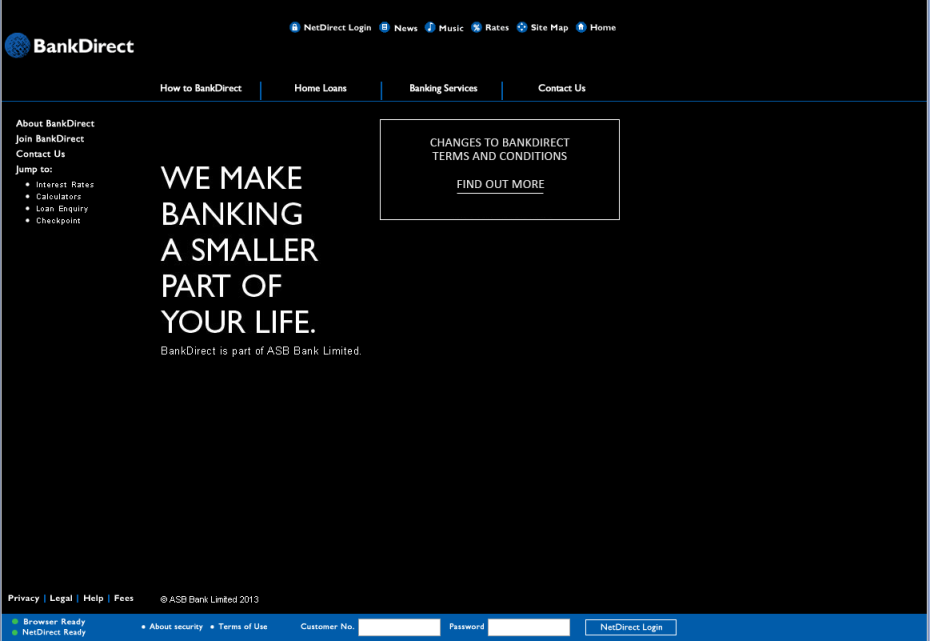 NetDirect Login News Music Rates Site Map Home
BankDirect
How to BankDirect Home Loans Banking Services Contact Us
About BankDirect
Join BankDirect
Contact Us
Jump to:
Interest Rates
Calculators
Loan Enquiry
Checkpoint
WE MAKE
BANKING
A SMALLER
PART OF
YOUR LIFE.
BankDirect is part of ASB Bank Limited.
CHANGES TO BANKDIRECT
TERMS AND CONDITIONS
FIND OUT MORE
Privacy | Legal | Help | Fees © ASB Bank Limited 2013
Browser Ready
NetDirect Ready
• About security • Terms of Use Customer No. Password NetDirect Login